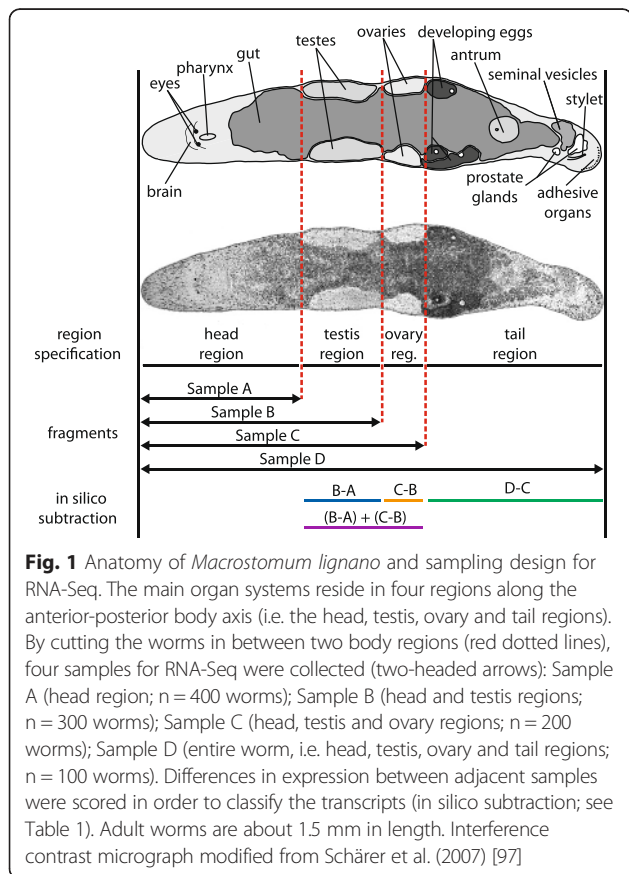 testes
ovaries
developing eggs
antrum
seminal vesicles
stylet
gut
pharynx
eyes
brain
prostate
glands
adhesive
organs
region
specification
head
region
testis
region
ovary
reg.
tail
region
fragments
Sample A
Sample B
Sample C
Sample D
in silico
subtraction
B-A
C-B
D-C
(B-A) + (C-B)
Fig. 1 Anatomy of Macrostomum lignano and sampling design for
RNA-Seq. The main organ systems reside in four regions along the
anterior-posterior body axis (i.e. the head, testis, ovary and tail regions).
By cutting the worms in between two body regions (red dotted lines),
four samples for RNA-Seq were collected (two-headed arrows): Sample
A (head region; n = 400 worms); Sample B (head and testis regions;
n = 300 worms); Sample C (head, testis and ovary regions; n = 200
worms); Sample D (entire worm, i.e. head, testis, ovary and tail regions;
n = 100 worms). Differences in expression between adjacent samples
were scored in order to classify the transcripts (in silico subtraction; see
Table 1). Adult worms are about 1.5 mm in length. Interference
contrast micrograph modified from Schärer et al. (2007) [97]